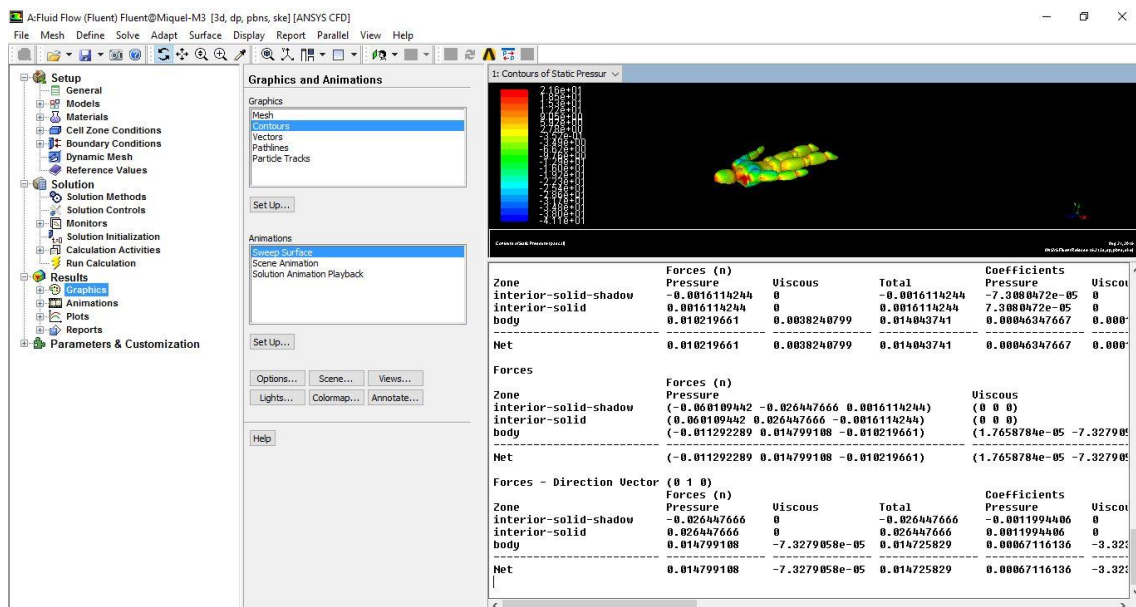 A:Fluid Flow (Fluent) Fluent@Miquel-M3 [3d, dp, pbns, ske] [ANSYS CFD]
File Mesh Define Solve Adapt Surface Display Report Parallel View Help
Setup
General
Models
Materials
Cell Zone Conditions
Boundary Conditions
Dynamic Mesh
Reference Values
Solution
Solution Methods
Solution Controls
Monitors
Solution Initialization
Calculation Activities
Run Calculation
Results
Graphics
Animations
Plots
Reports
Parameters & Customization
Graphics and Animations
Graphics
Mesh
Contours
Vectors
Pathlines
Particle Tracks
Set Up...
Animations
Sweep Surface
Scene Animation
Solution Animation Playback
Set Up...
Options... Scene... Views...
Lights... Colormap... Annotate...
Help
1: Contours of Static Pressur
2.16e+01
-4.11e+01
Contours of Static Pressure (pascal)
Forces (n) Coefficients
Zone Pressure Viscous Total Pressure Viscou
interior-solid-shadow -0.0016114244 0 -0.0016114244 -7.3080472e-05 0
interior-solid 0.0016114244 0 0.0016114244 7.3080472e-05 0
body 0.010219661 0.0038240799 0.014043741 0.00046347667 0.000
Net 0.010219661 0.0038240799 0.014043741 0.00046347667 0.000
Forces
Forces (n)
Zone Pressure Viscous
interior-solid-shadow (-0.060109442 -0.026447666 0.0016114244) (0 0 0)
interior-solid (0.060109442 0.026447666 -0.0016114244) (0 0 0)
body (-0.011292289 0.014799108 -0.010219661) (1.7658784e-05 -7.32790
Net (-0.011292289 0.014799108 -0.010219661) (1.7658784e-05 -7.32790
Forces - Direction Vector (0 1 0)
Forces (n) Coefficients
Zone Pressure Viscous Total Pressure Viscou
interior-solid-shadow -0.026447666 0 -0.026447666 -0.0011994406 0
interior-solid 0.026447666 0 0.026447666 0.0011994406 0
body 0.014799108 -7.3279058e-05 0.014725829 0.00067116136 -3.323
Net 0.014799108 -7.3279058e-05 0.014725829 0.00067116136 -3.323